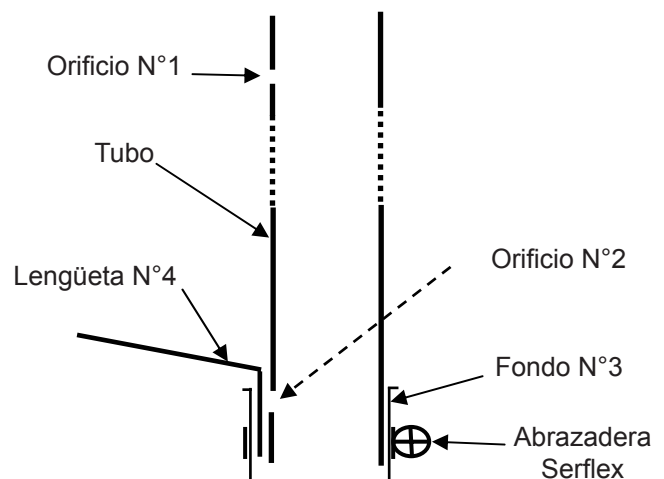 Orificio N°1
Tubo
Orificio N°2
Lengüeta N°4
Fondo N°3
Abrazadera
Serflex